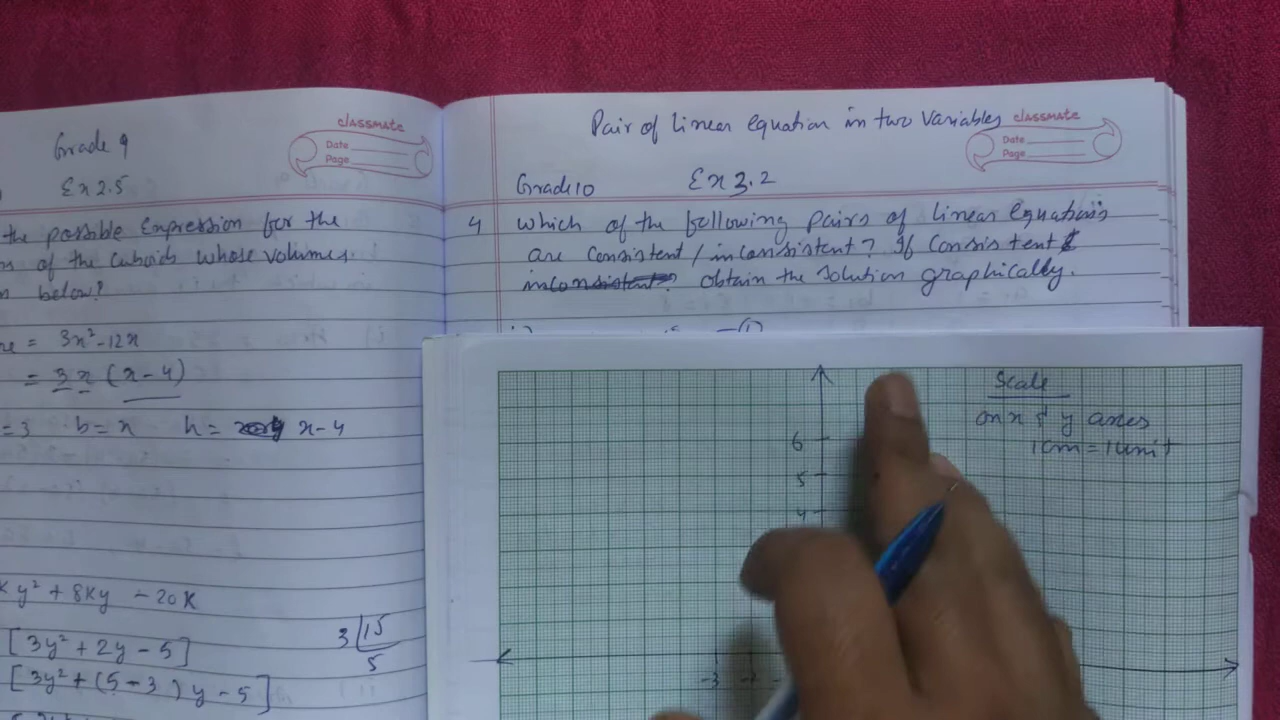 Grade 9
Ex 2.5
the possible Expression for the
of the cuboids whose volumes.
below?
= 3x²-12x
= 3x (x-4)
=3 b=x h= x-4
y² + 8Ky - 20K
[3y² + 2y - 5]
[3y² + (5-3) y - 5]
3 15
5
classmate
Date
Page
Pair of linear equation in two variables
classmate
Date
Page
Grade 10 Ex 3.2
4 which of the following pairs of linear equations
are consistent / inconsistent? If consistent
inconsistent? obtain the solution graphically.
-(1)
Scale
on x & y axes
1cm = 1unit
6
5
4
-3 -2